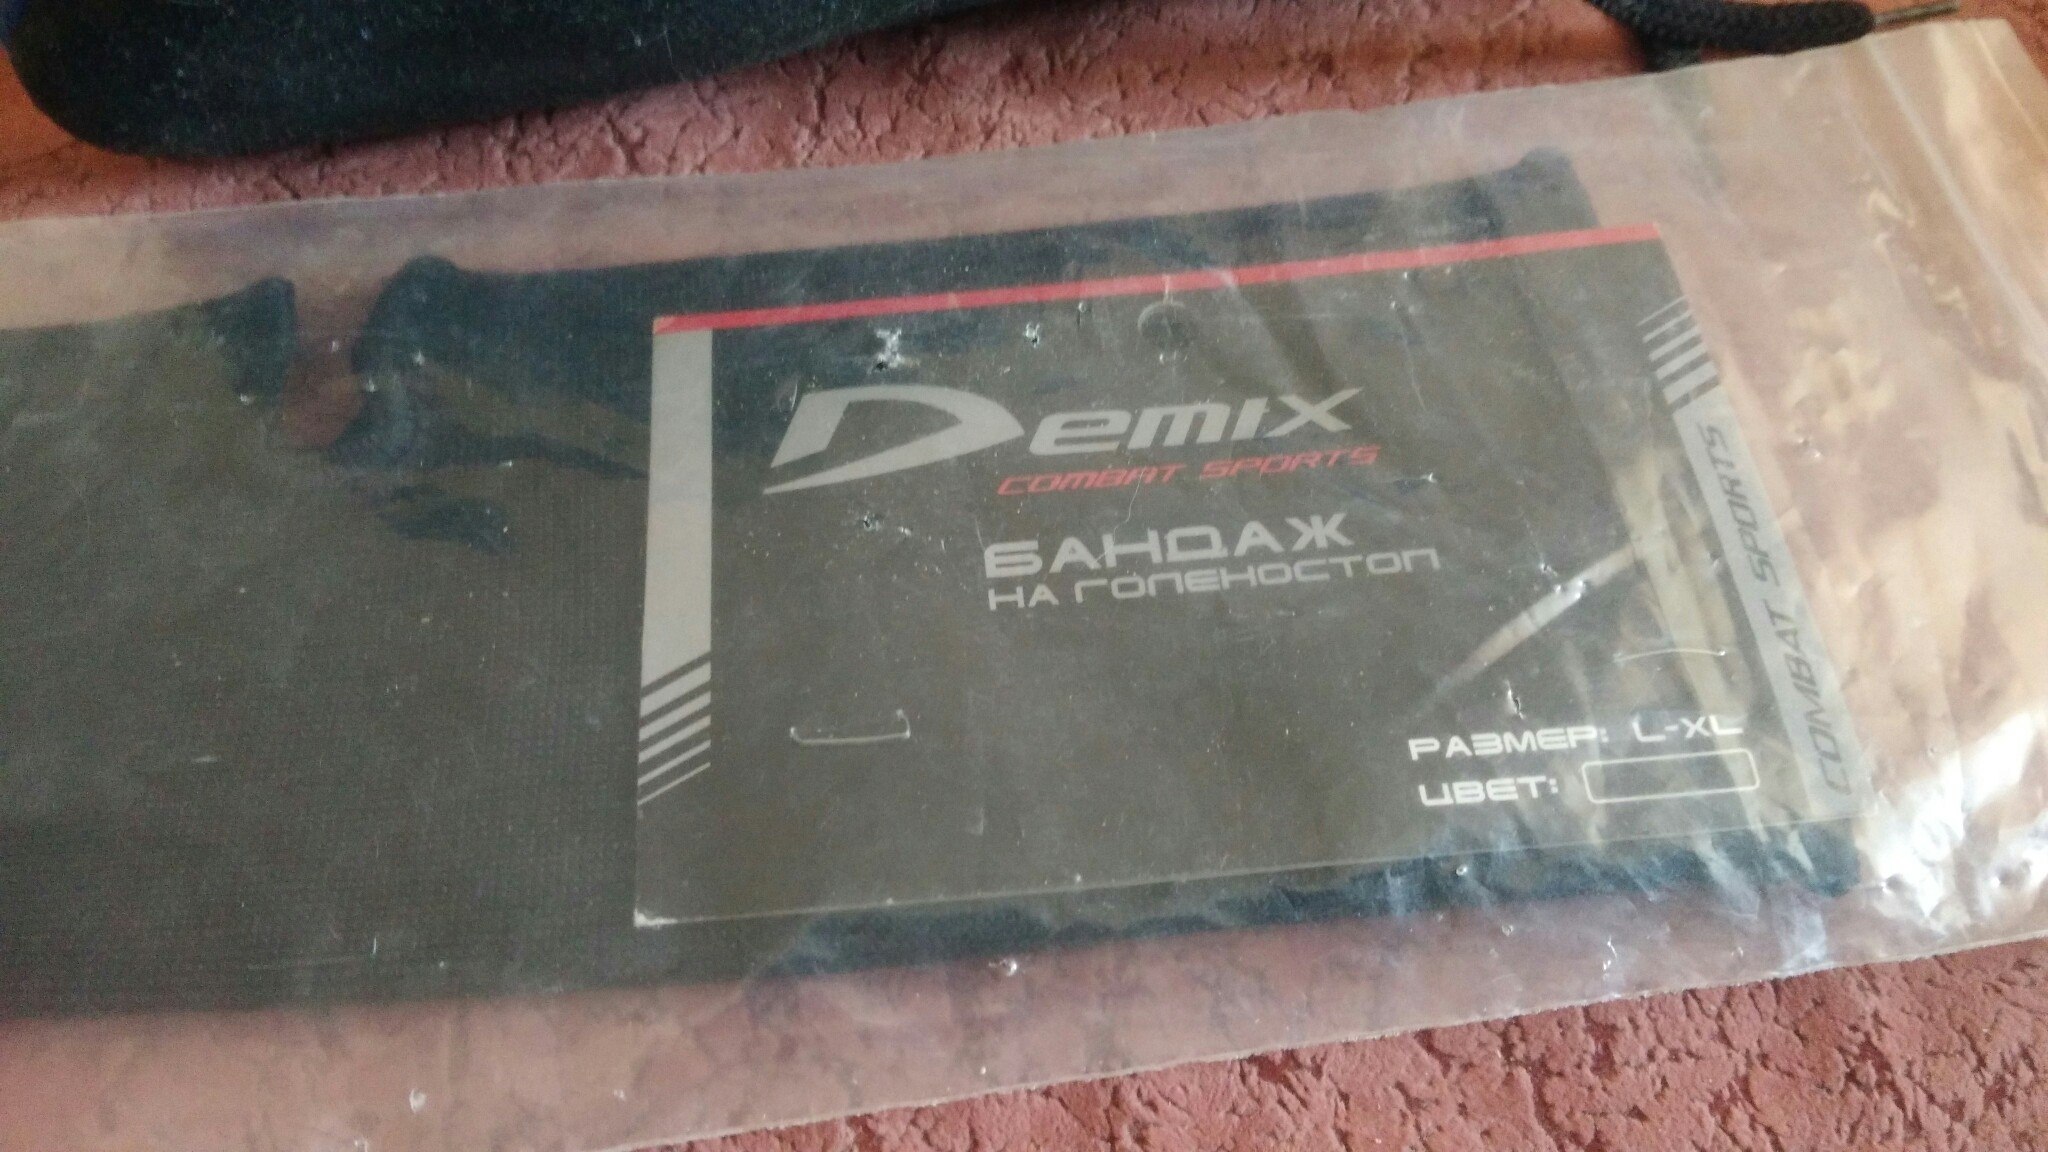 Demix
COMBAT SPORTS
БАНДАЖ
НА ГОЛЕНОСТОП
РАЗМЕР: L-XL
ЦВЕТ:
COMBAT SPORTS